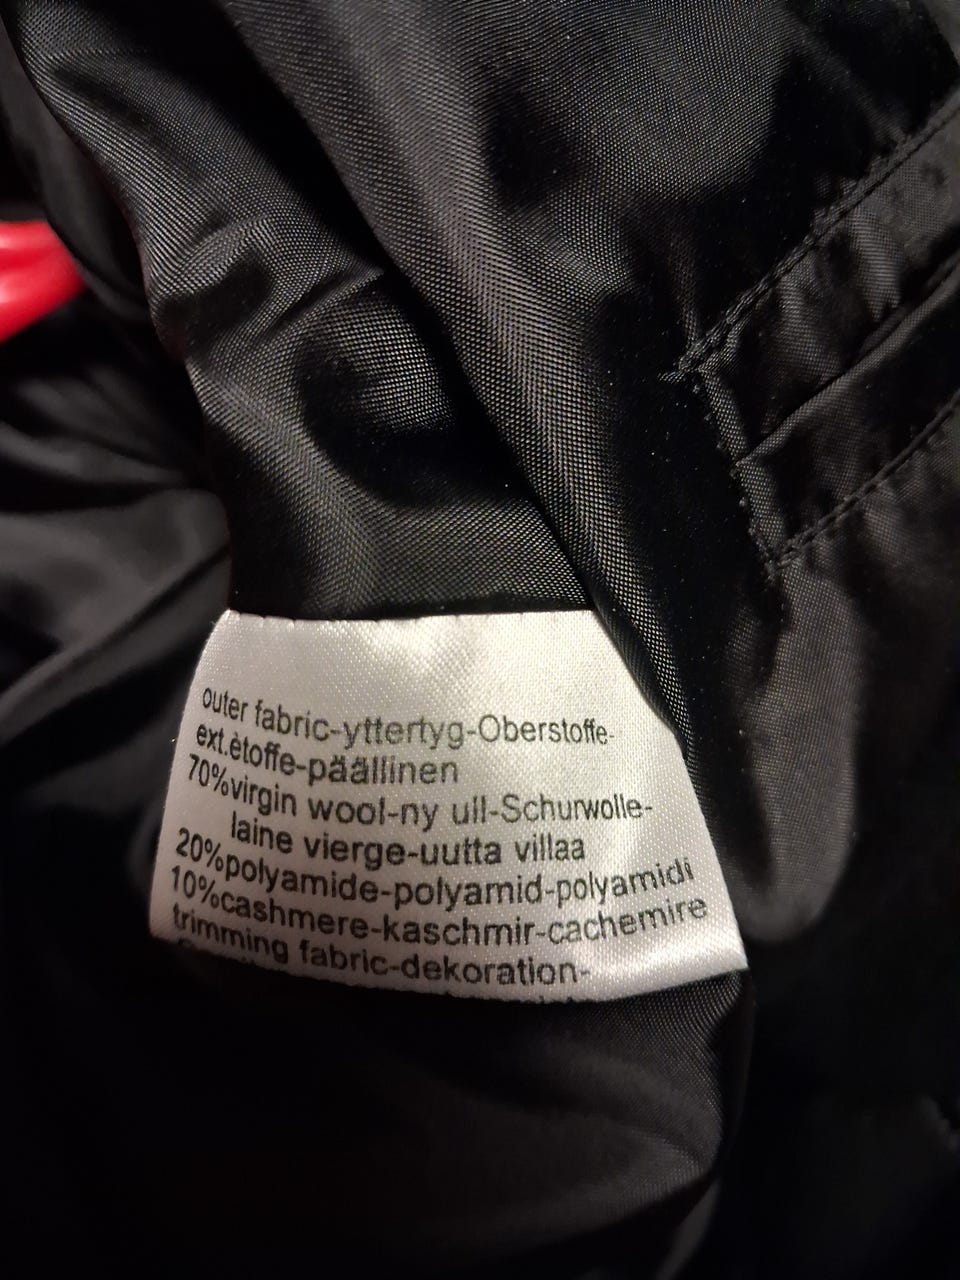 outer fabric-yttertyg-Oberstoffe-
ext.ètoffe-päällinen
70%virgin wool-ny ull-Schurwolle-
laine vierge-uutta villaa
20%polyamide-polyamid-polyamidi
10%cashmere-kaschmir-cachemire
trimming fabric-dekoration-